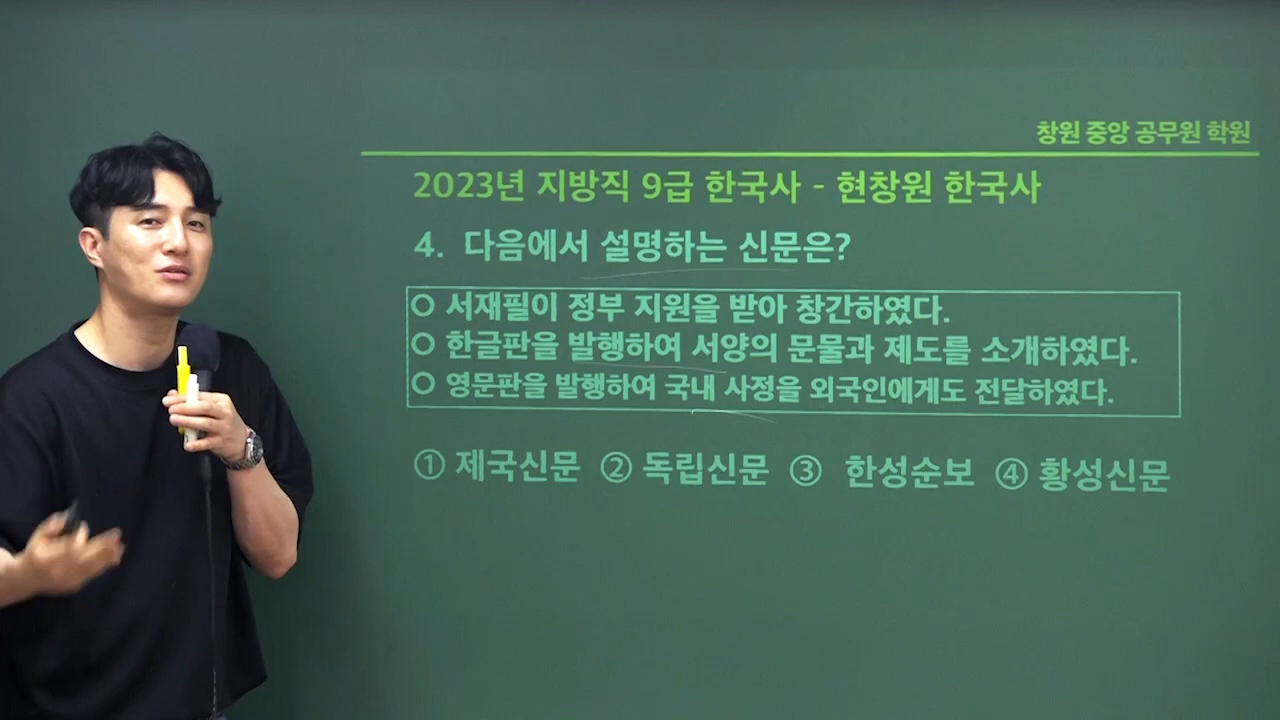 창원 중앙 공무원 학원
2023년 지방직 9급 한국사 - 현창원 한국사
4. 다음에서 설명하는 신문은?
○ 서재필이 정부 지원을 받아 창간하였다.
○ 한글판을 발행하여 서양의 문물과 제도를 소개하였다.
○ 영문판을 발행하여 국내 사정을 외국인에게도 전달하였다.
① 제국신문 ② 독립신문 ③ 한성순보 ④ 황성신문